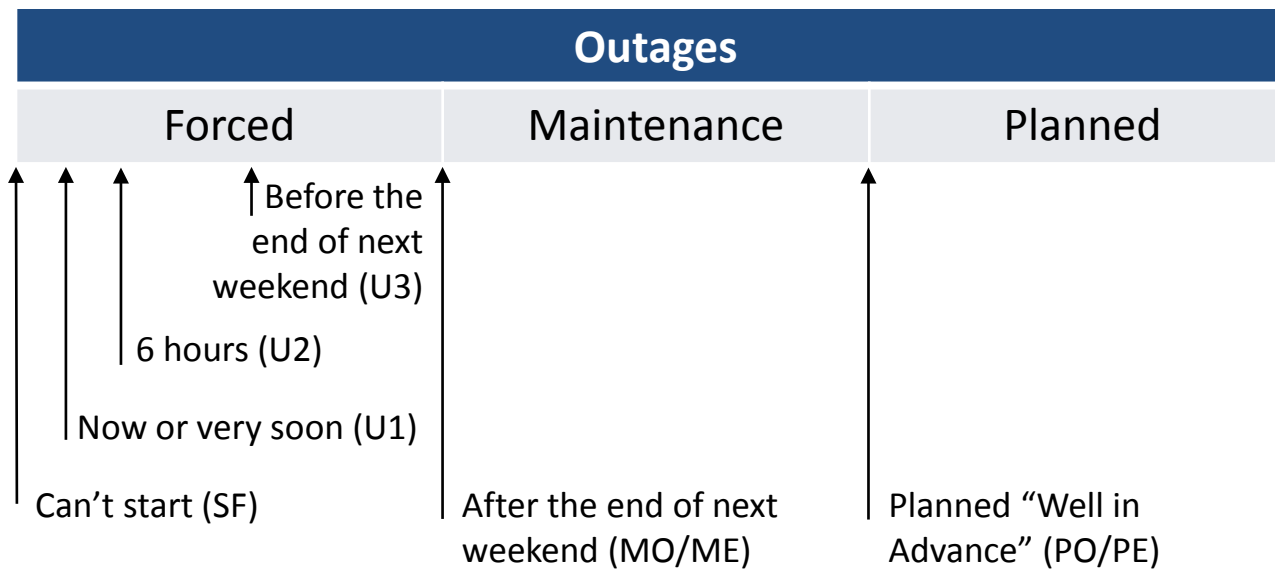 Outages
Forced
Maintenance
Planned
Before the
end of next
weekend (U3)
6 hours (U2)
Now or very soon (U1)
Can’t start (SF)
After the end of next
weekend (MO/ME)
Planned “Well in
Advance” (PO/PE)